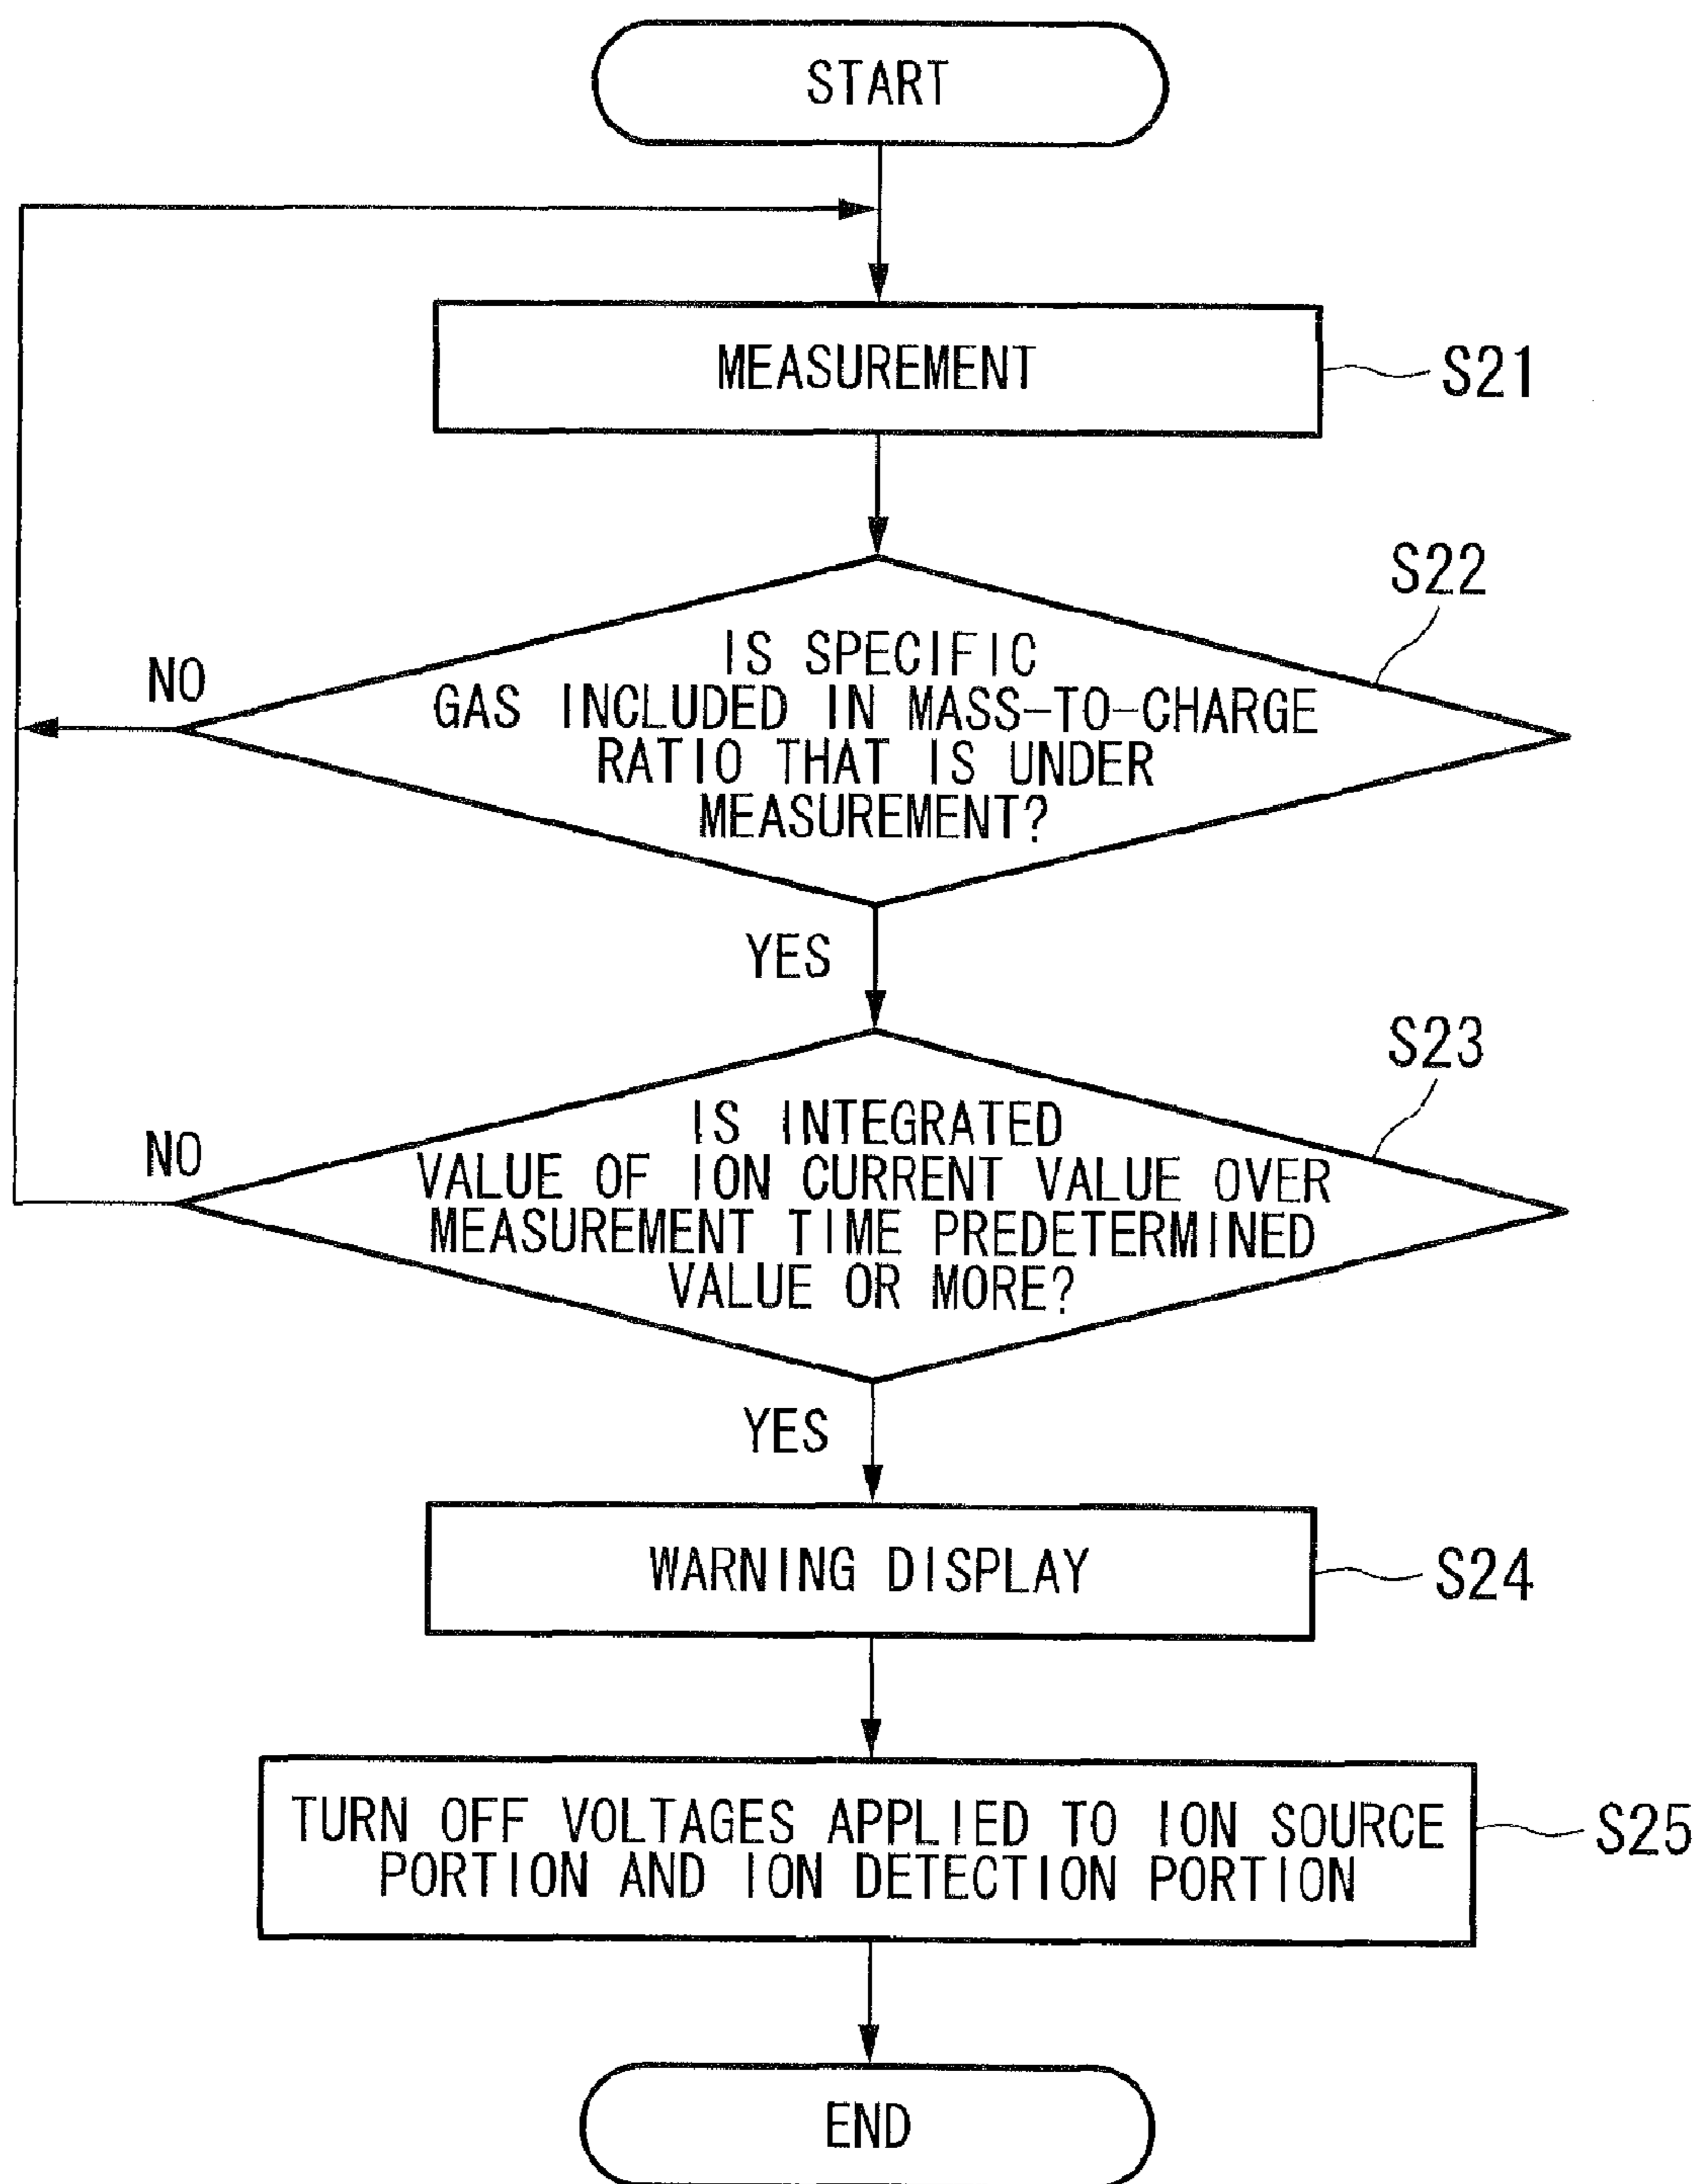 START
MEASUREMENT
S21
S22
IS SPECIFIC
GAS INCLUDED IN MASS-TO-CHARGE
RATIO THAT IS UNDER
MEASUREMENT?
NO
YES
S23
IS INTEGRATED
VALUE OF ION CURRENT VALUE OVER
MEASUREMENT TIME PREDETERMINED
VALUE OR MORE?
NO
YES
WARNING DISPLAY
S24
TURN OFF VOLTAGES APPLIED TO ION SOURCE
PORTION AND ION DETECTION PORTION
S25
END